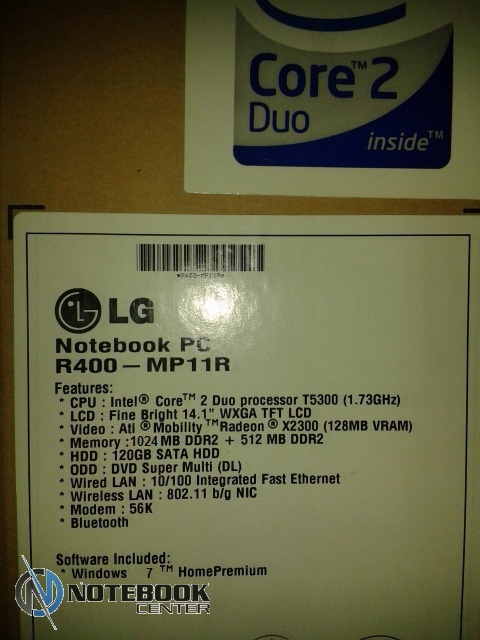 Core™ 2
Duo
inside™
LG
Notebook PC
R400 – MP11R
Features:
* CPU : Intel® Core™ 2 Duo processor T5300 (1.73GHz)
* LCD : Fine Bright 14.1" WXGA TFT LCD
* Video : Ati ® Mobility ™Radeon ® X2300 (128MB VRAM)
* Memory :1024 MB DDR2 + 512 MB DDR2
* HDD : 120GB SATA HDD
* ODD : DVD Super Multi (DL)
* Wired LAN : 10/100 Integrated Fast Ethernet
* Wireless LAN : 802.11 b/g NIC
* Modem : 56K
* Bluetooth
Software Included:
* Windows 7 ™ HomePremium
NOTEBOOK
CENTER